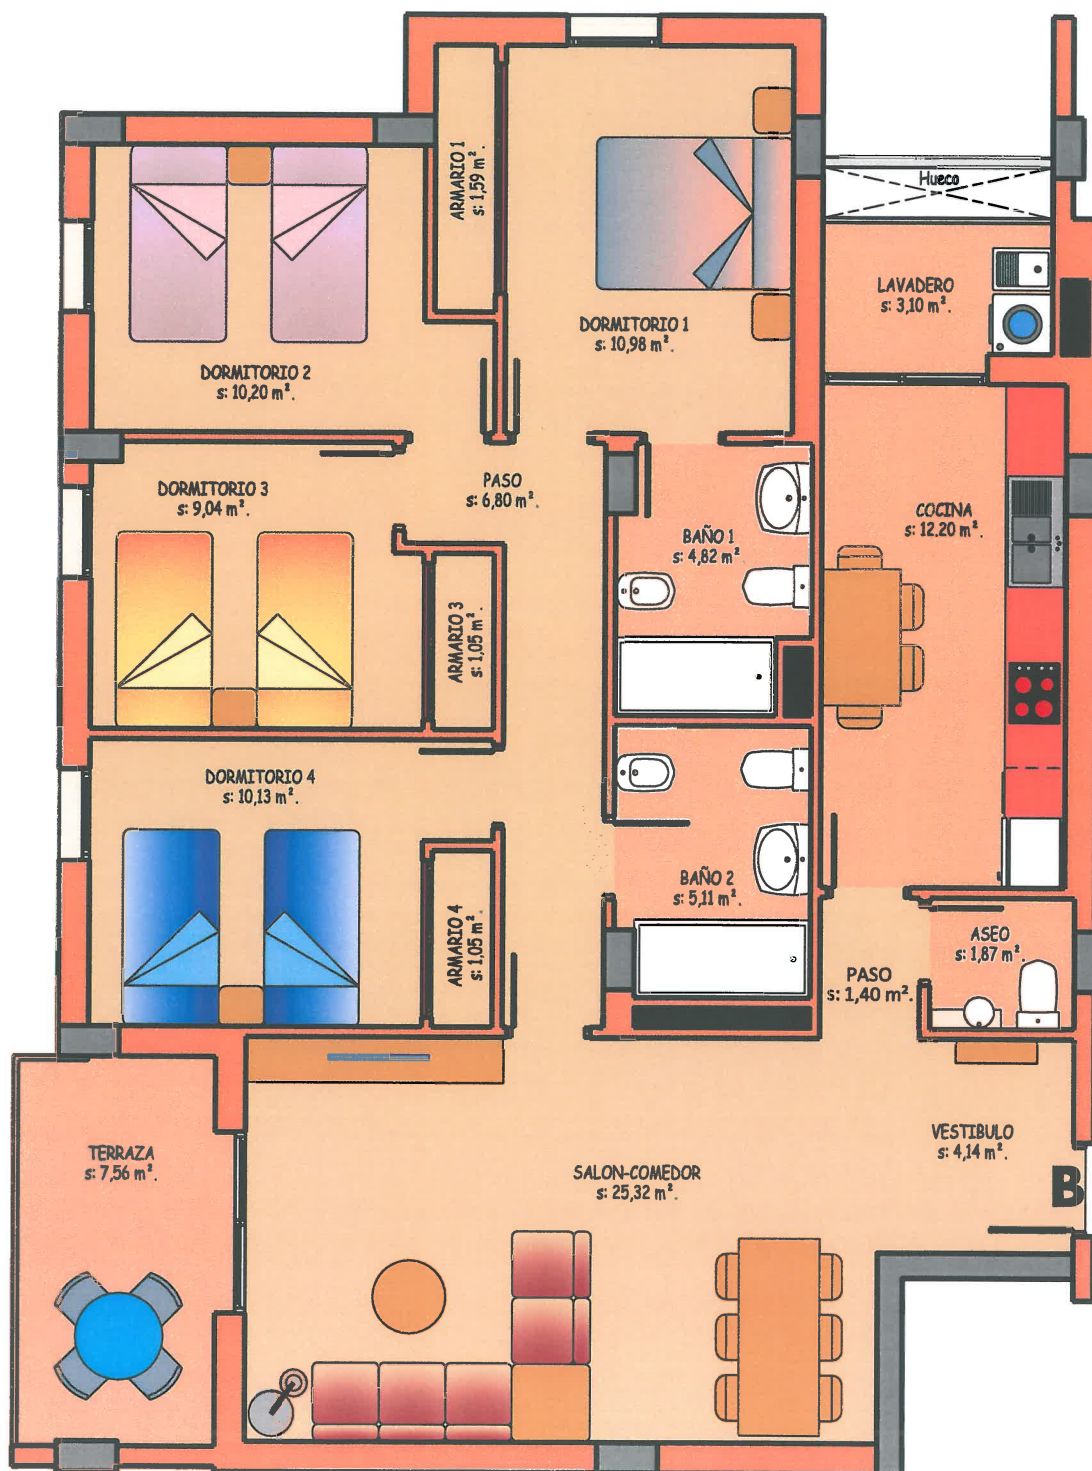 ARMARIO 1
s: 1,59 m².
Hueco
LAVADERO
s: 3,10 m².
DORMITORIO 1
s: 10,98 m².
DORMITORIO 2
s: 10,20 m².
DORMITORIO 3
s: 9,04 m².
PASO
s: 6,80 m².
COCINA
s: 12,20 m².
BAÑO 1
s: 4,82 m²
ARMARIO 3
s: 1,05 m².
DORMITORIO 4
s: 10,13 m².
BAÑO 2
s: 5,11 m².
ARMARIO 4
s: 1,05 m².
ASEO
s: 1,87 m².
PASO
s: 1,40 m².
TERRAZA
s: 7,56 m².
VESTIBULO
s: 4,14 m².
SALON-COMEDOR
s: 25,32 m².
B